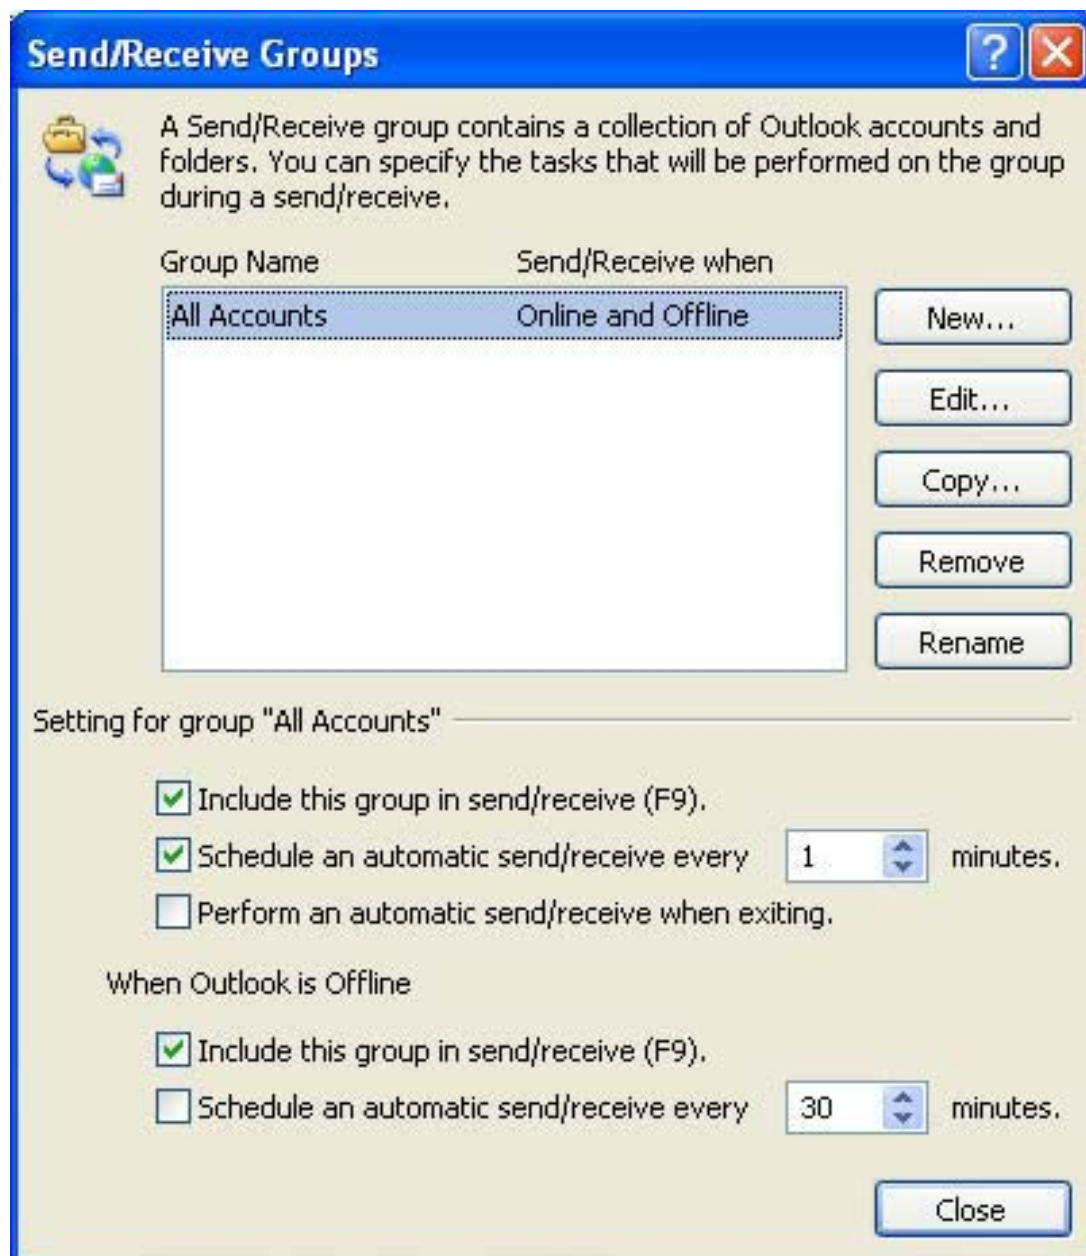 Send/Receive Groups
?
A Send/Receive group contains a collection of Outlook accounts and
folders. You can specify the tasks that will be performed on the group
during a send/receive.
Group Name Send/Receive when
All Accounts Online and Offline
New...
Edit...
Copy...
Remove
Rename
Setting for group "All Accounts"
Include this group in send/receive (F9).
Schedule an automatic send/receive every 1 minutes.
Perform an automatic send/receive when exiting.
When Outlook is Offline
Include this group in send/receive (F9).
Schedule an automatic send/receive every 30 minutes.
Close